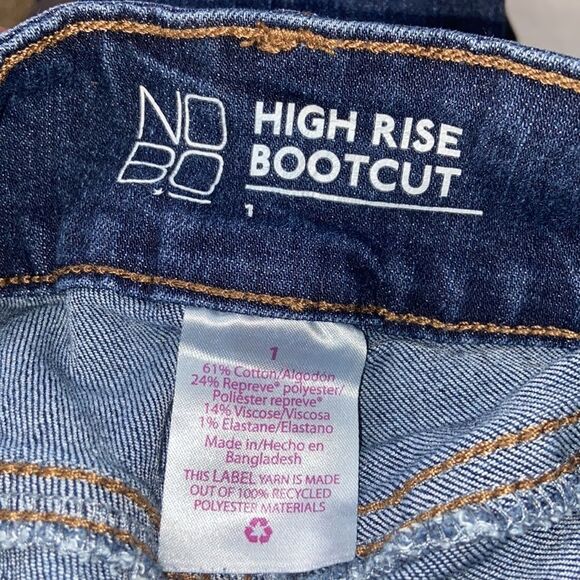 NO
BO
HIGH RISE
BOOTCUT
1
1
61% Cotton/Algodón
24% Repreve® polyester/
Poliéster repreve®
14% Viscose/Viscosa
1% Elastane/Elastano
Made in/Hecho en
Bangladesh
THIS LABEL YARN IS MADE
OUT OF 100% RECYCLED
POLYESTER MATERIALS